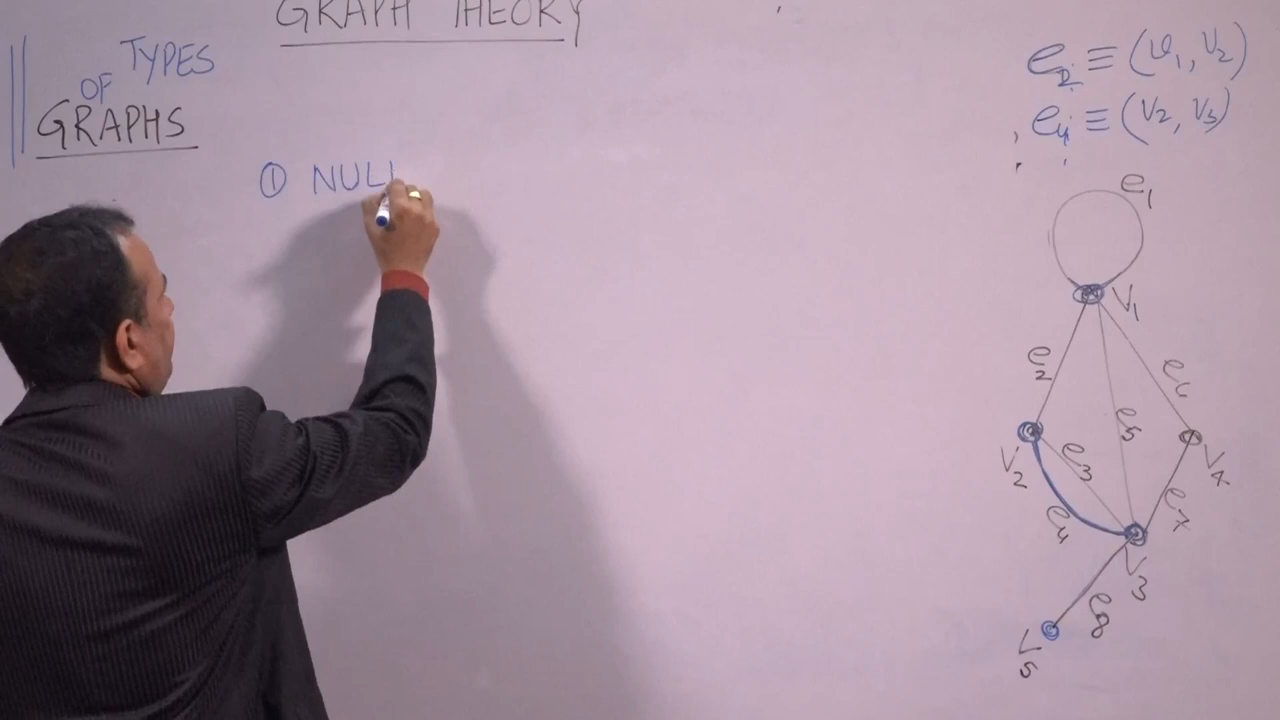 GRAPH THEORY
TYPES
OF
GRAPHS
① NULL
e₂ ≡ (v₁, v₂)
e₄ ≡ (v₂, v₃)
e₁
v₁
e₂
e₆
e₅
v₂
e₃
v₄
e₄
e₇
v₃
e₈
v₅